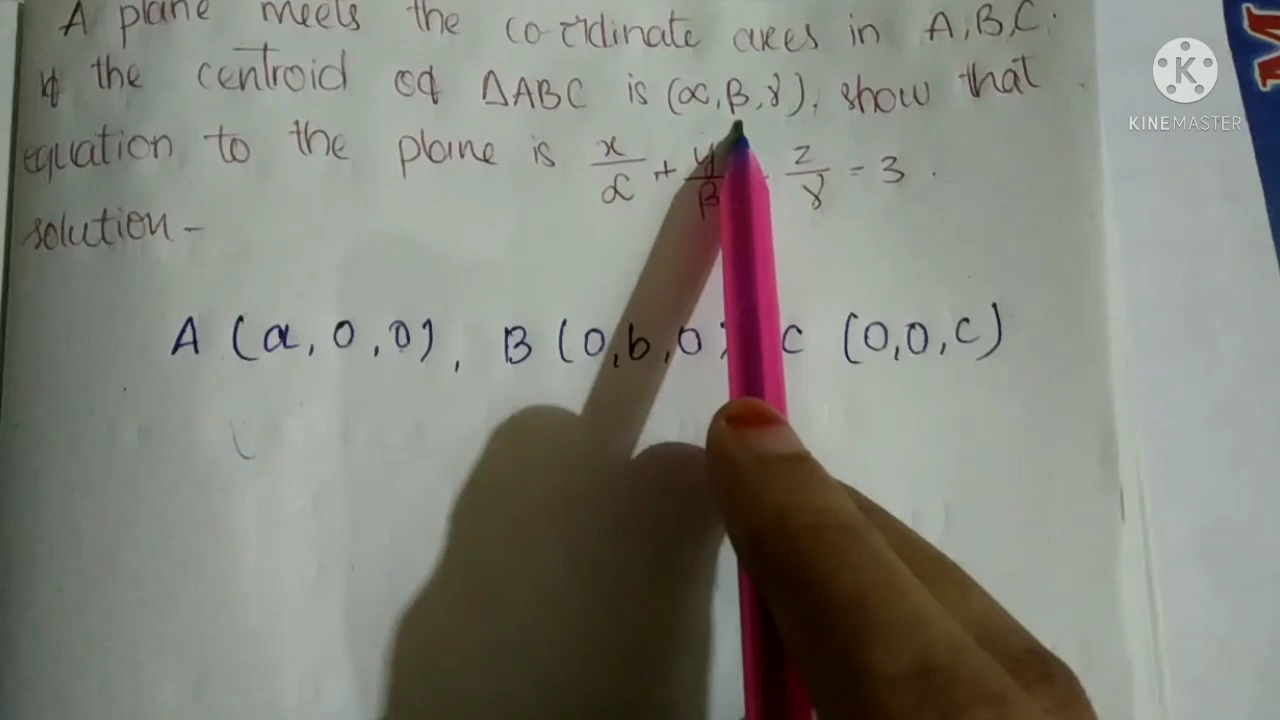 A plane meets the co-ordinate axes in A,B,C.
if the centroid of ΔABC is (α,β,γ), show that
equation to the plane is x/α + y/β z/γ = 3.
solution -
A (a,0,0), B (0,b,0) C (0,0,c)
K
KINEMASTER
M